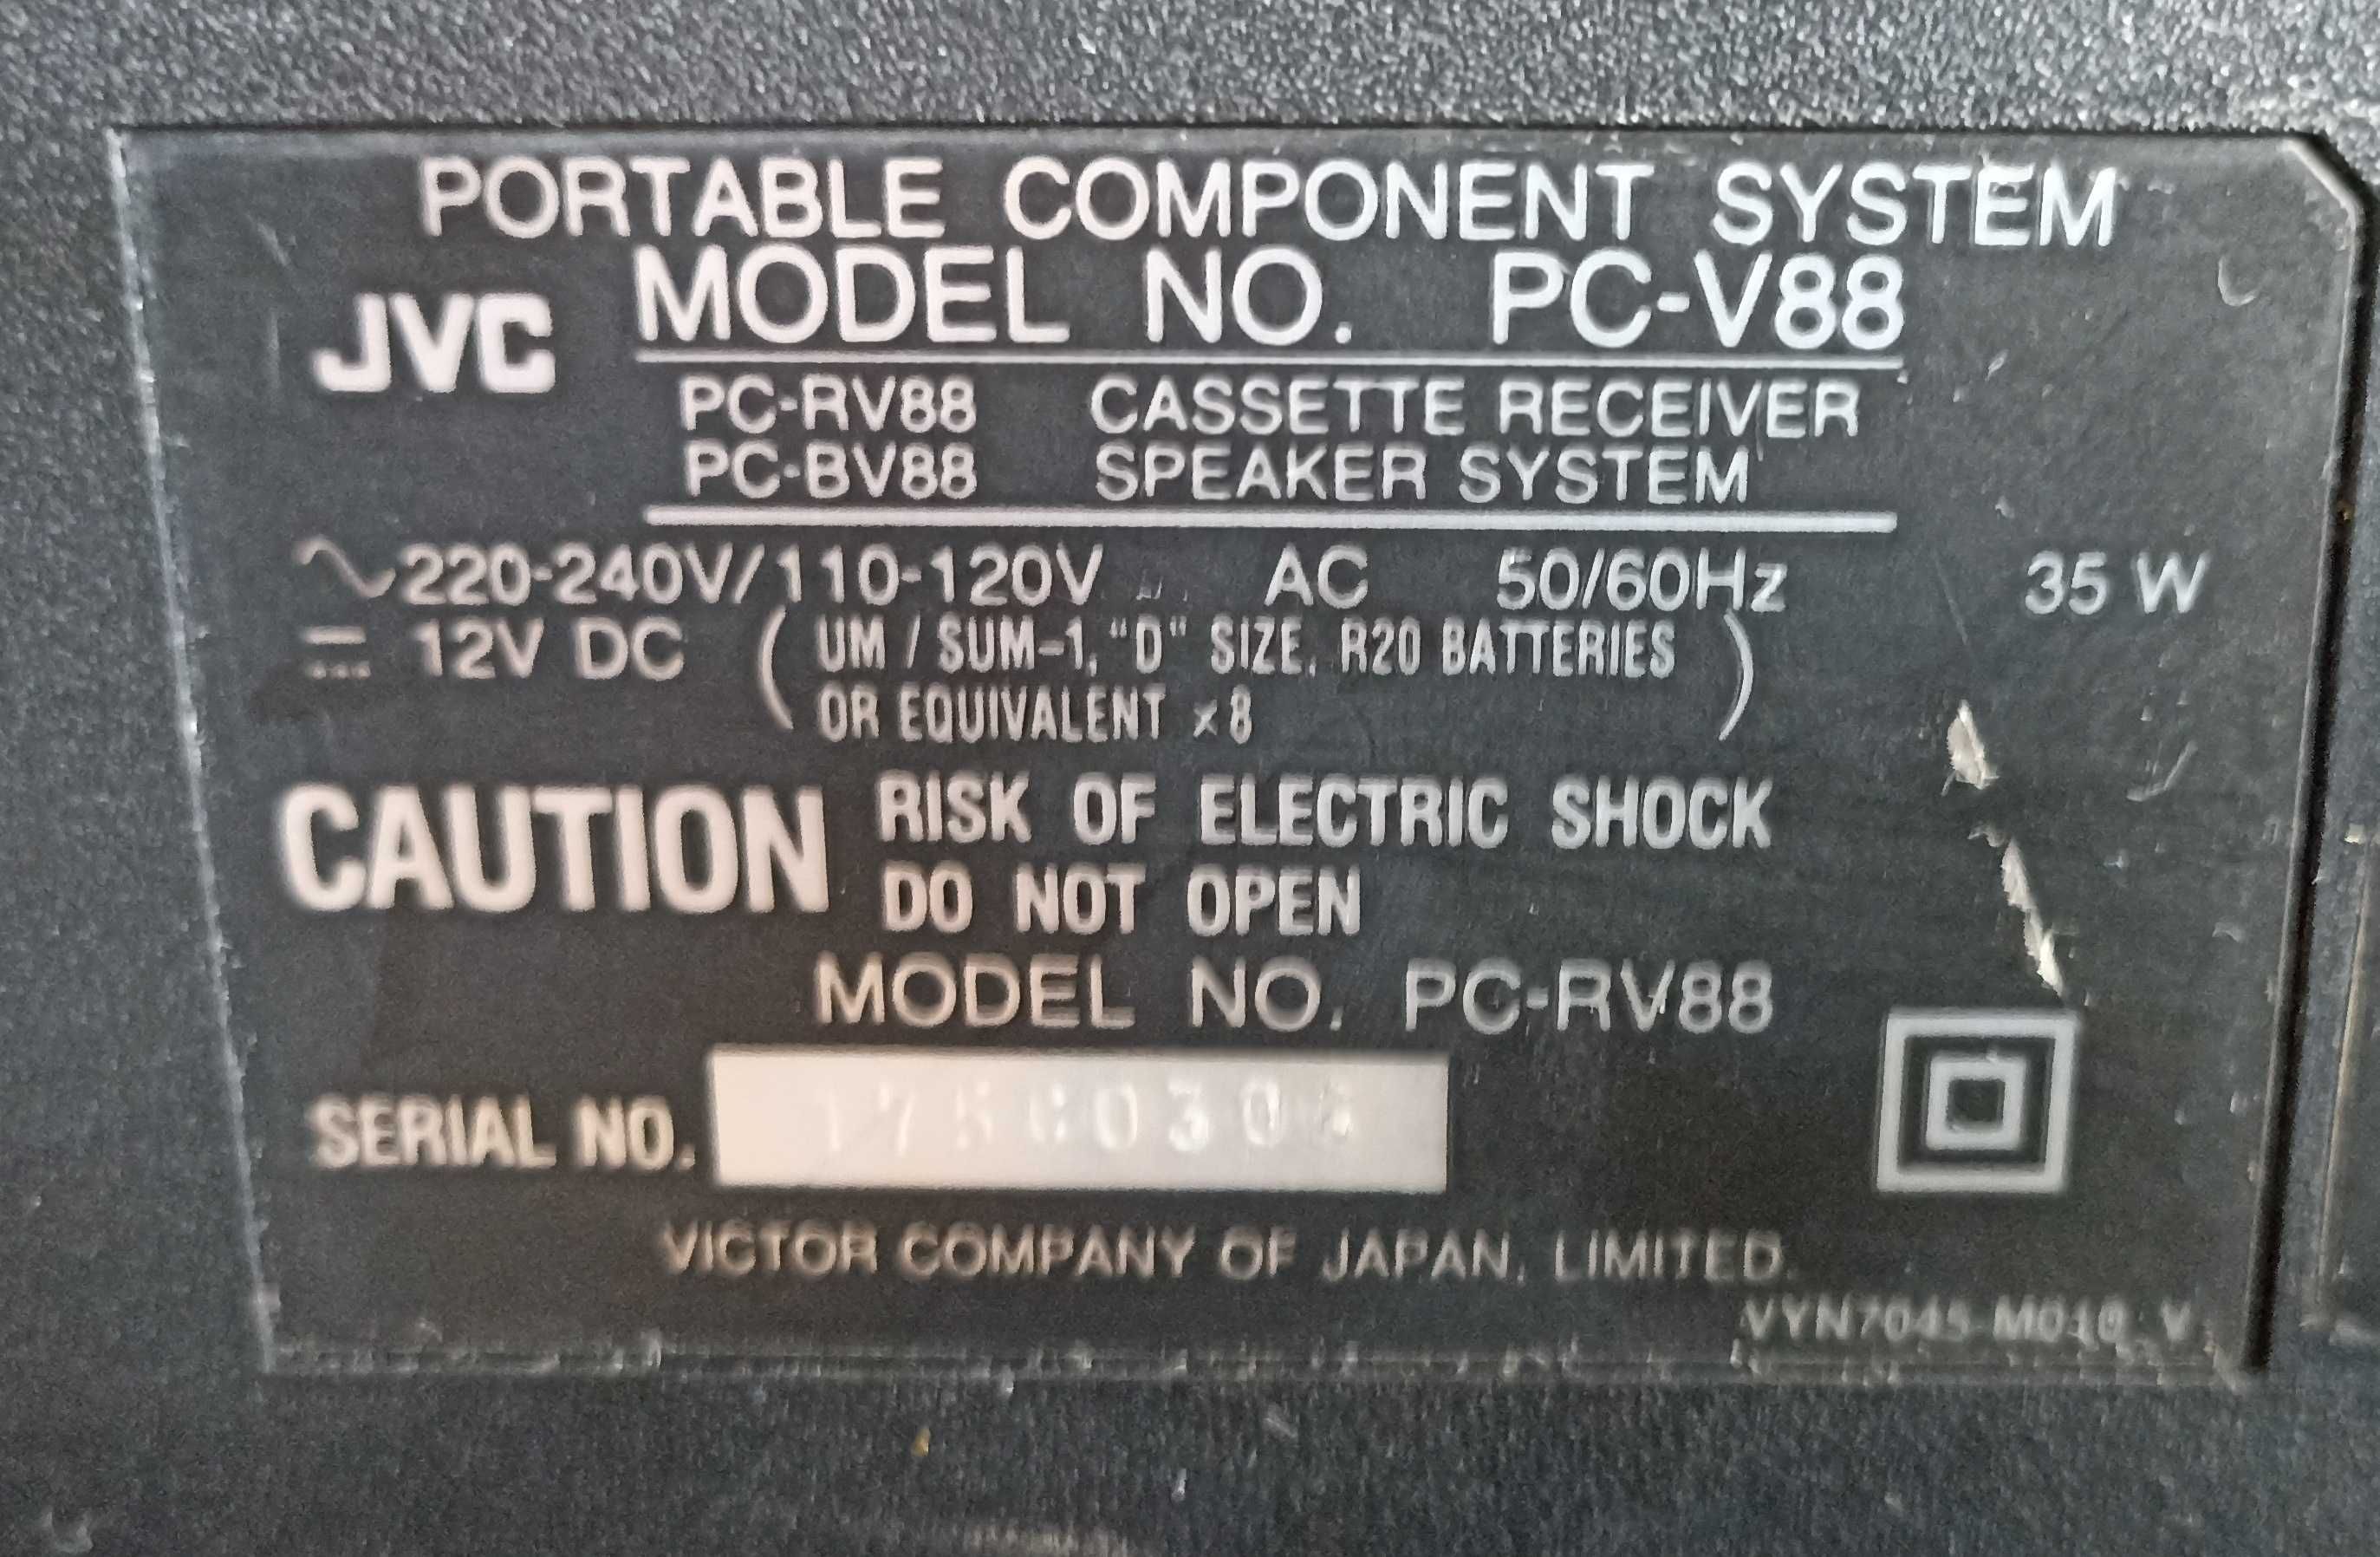 PORTABLE COMPONENT SYSTEM
JVC MODEL NO. PC-V88
PC-RV88 CASSETTE RECEIVER
PC-BV88 SPEAKER SYSTEM
~220-240V/110-120V AC 50/60Hz 35 W
⎓ 12V DC ( UM / SUM-1, "D" SIZE, R20 BATTERIES
OR EQUIVALENT ×8 )
CAUTION RISK OF ELECTRIC SHOCK
DO NOT OPEN
MODEL NO. PC-RV88
SERIAL NO.
VICTOR COMPANY OF JAPAN, LIMITED.
VYN7045-M010 V